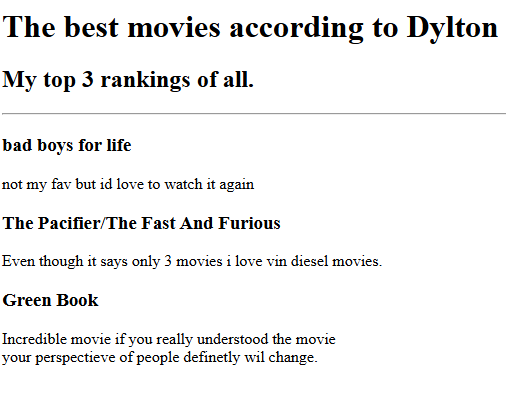 The best movies according to Dylton
My top 3 rankings of all.
bad boys for life
not my fav but id love to watch it again
The Pacifier/The Fast And Furious
Even though it says only 3 movies i love vin diesel movies.
Green Book
Incredible movie if you really understood the movie
your perspectieve of people definetly wil change.